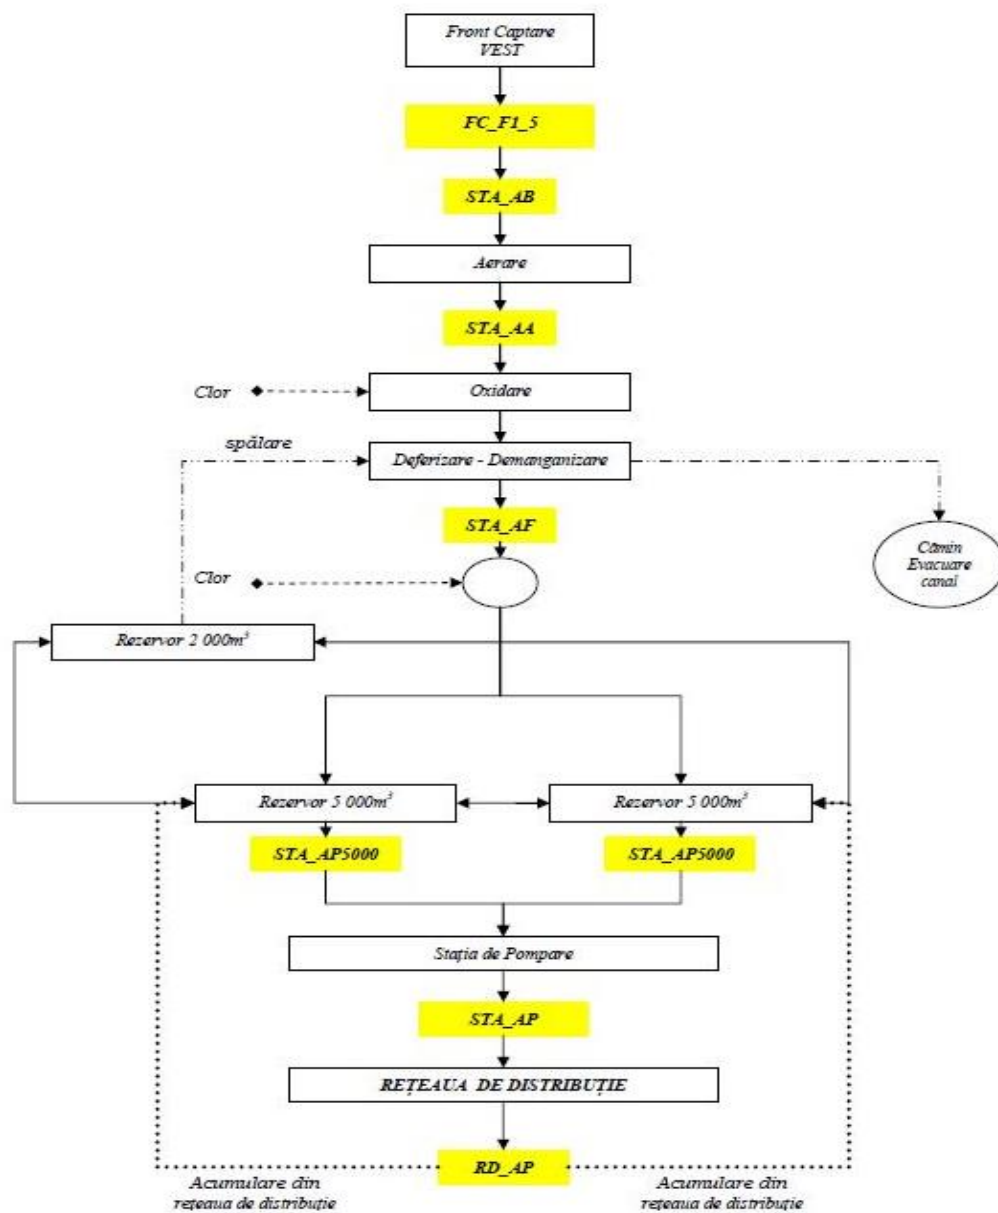 Front Captare
VEST
FC_F1_5
STA_AB
Aerare
STA_AA
Clor
Oxidare
spălare
Deferizare - Demanganizare
STA_AF
Cămin
Evacuare
canal
Clor
Rezervor 2 000m³
Rezervor 5 000m³
Rezervor 5 000m³
STA_AP5000
STA_AP5000
Stația de Pompare
STA_AP
REȚEAUA DE DISTRIBUȚIE
RD_AP
Acumulare din
rețeaua de distribuție
Acumulare din
rețeaua de distribuție